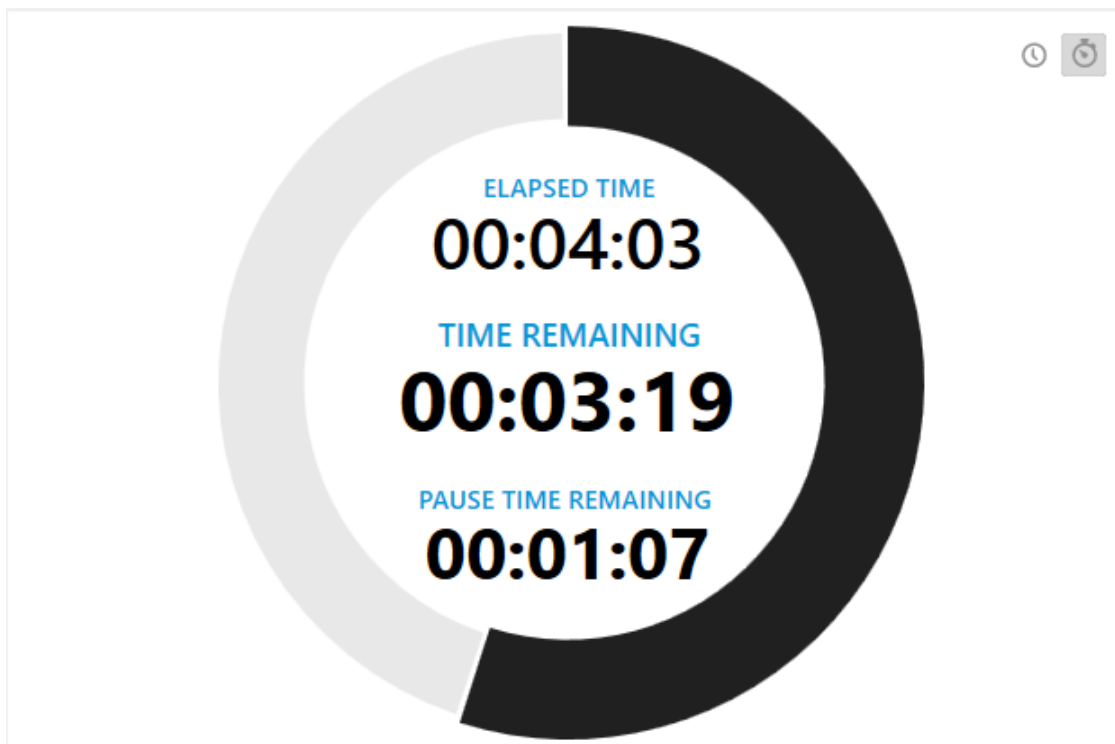 ELAPSED TIME
00:04:03
TIME REMAINING
00:03:19
PAUSE TIME REMAINING
00:01:07